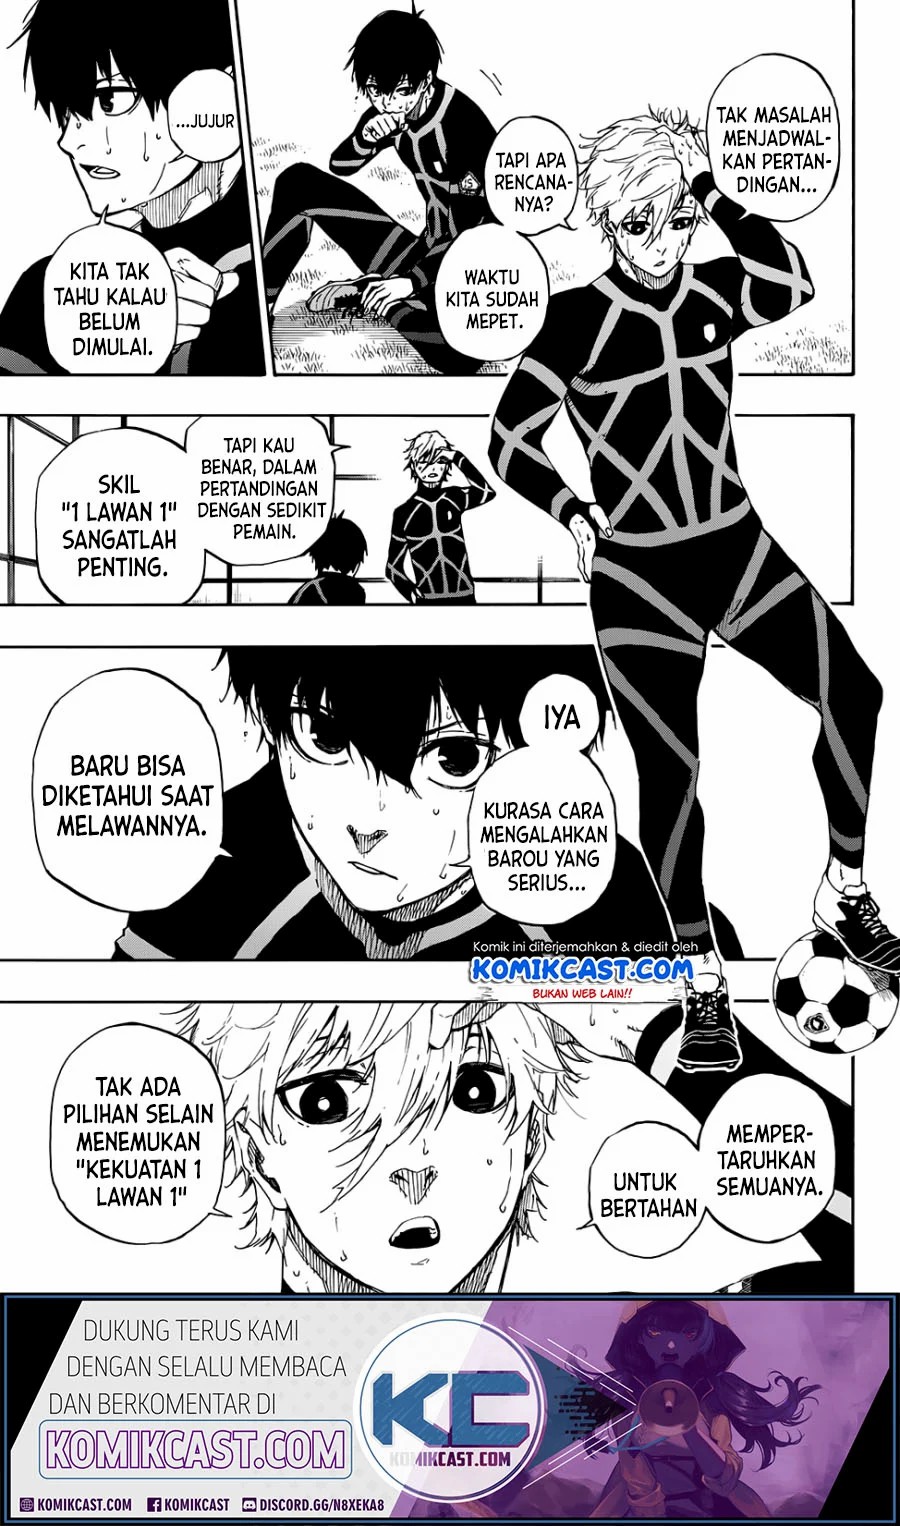 TAK MASALAH
MENJADWAL-
KAN PERTAN-
DINGAN...
TAPI APA
RENCANA-
NYA?
WAKTU
KITA SUDAH
MEPET.
...JUJUR
KITA TAK
TAHU KALAU
BELUM
DIMULAI.
TAPI KAU
BENAR, DALAM
PERTANDINGAN
DENGAN SEDIKIT
PEMAIN.
SKIL
"1 LAWAN 1"
SANGATLAH
PENTING.
IYA
KURASA CARA
MENGALAHKAN
BAROU YANG
SERIUS...
BARU BISA
DIKETAHUI SAAT
MELAWANNYA.
Komik ini diterjemahkan & diedit oleh
KOMIKCAST.COM
BUKAN WEB LAIN!!
MEMPER-
TARUHKAN
SEMUANYA.
UNTUK
BERTAHAN
TAK ADA
PILIHAN SELAIN
MENEMUKAN
"KEKUATAN 1
LAWAN 1"
DUKUNG TERUS KAMI
DENGAN SELALU MEMBACA
DAN BERKOMENTAR DI
KOMIKCAST.COM
KC
KOMIKCAST.COM
KOMIKCAST.COM
KOMIKCAST
DISCORD.GG/N8XEKA8